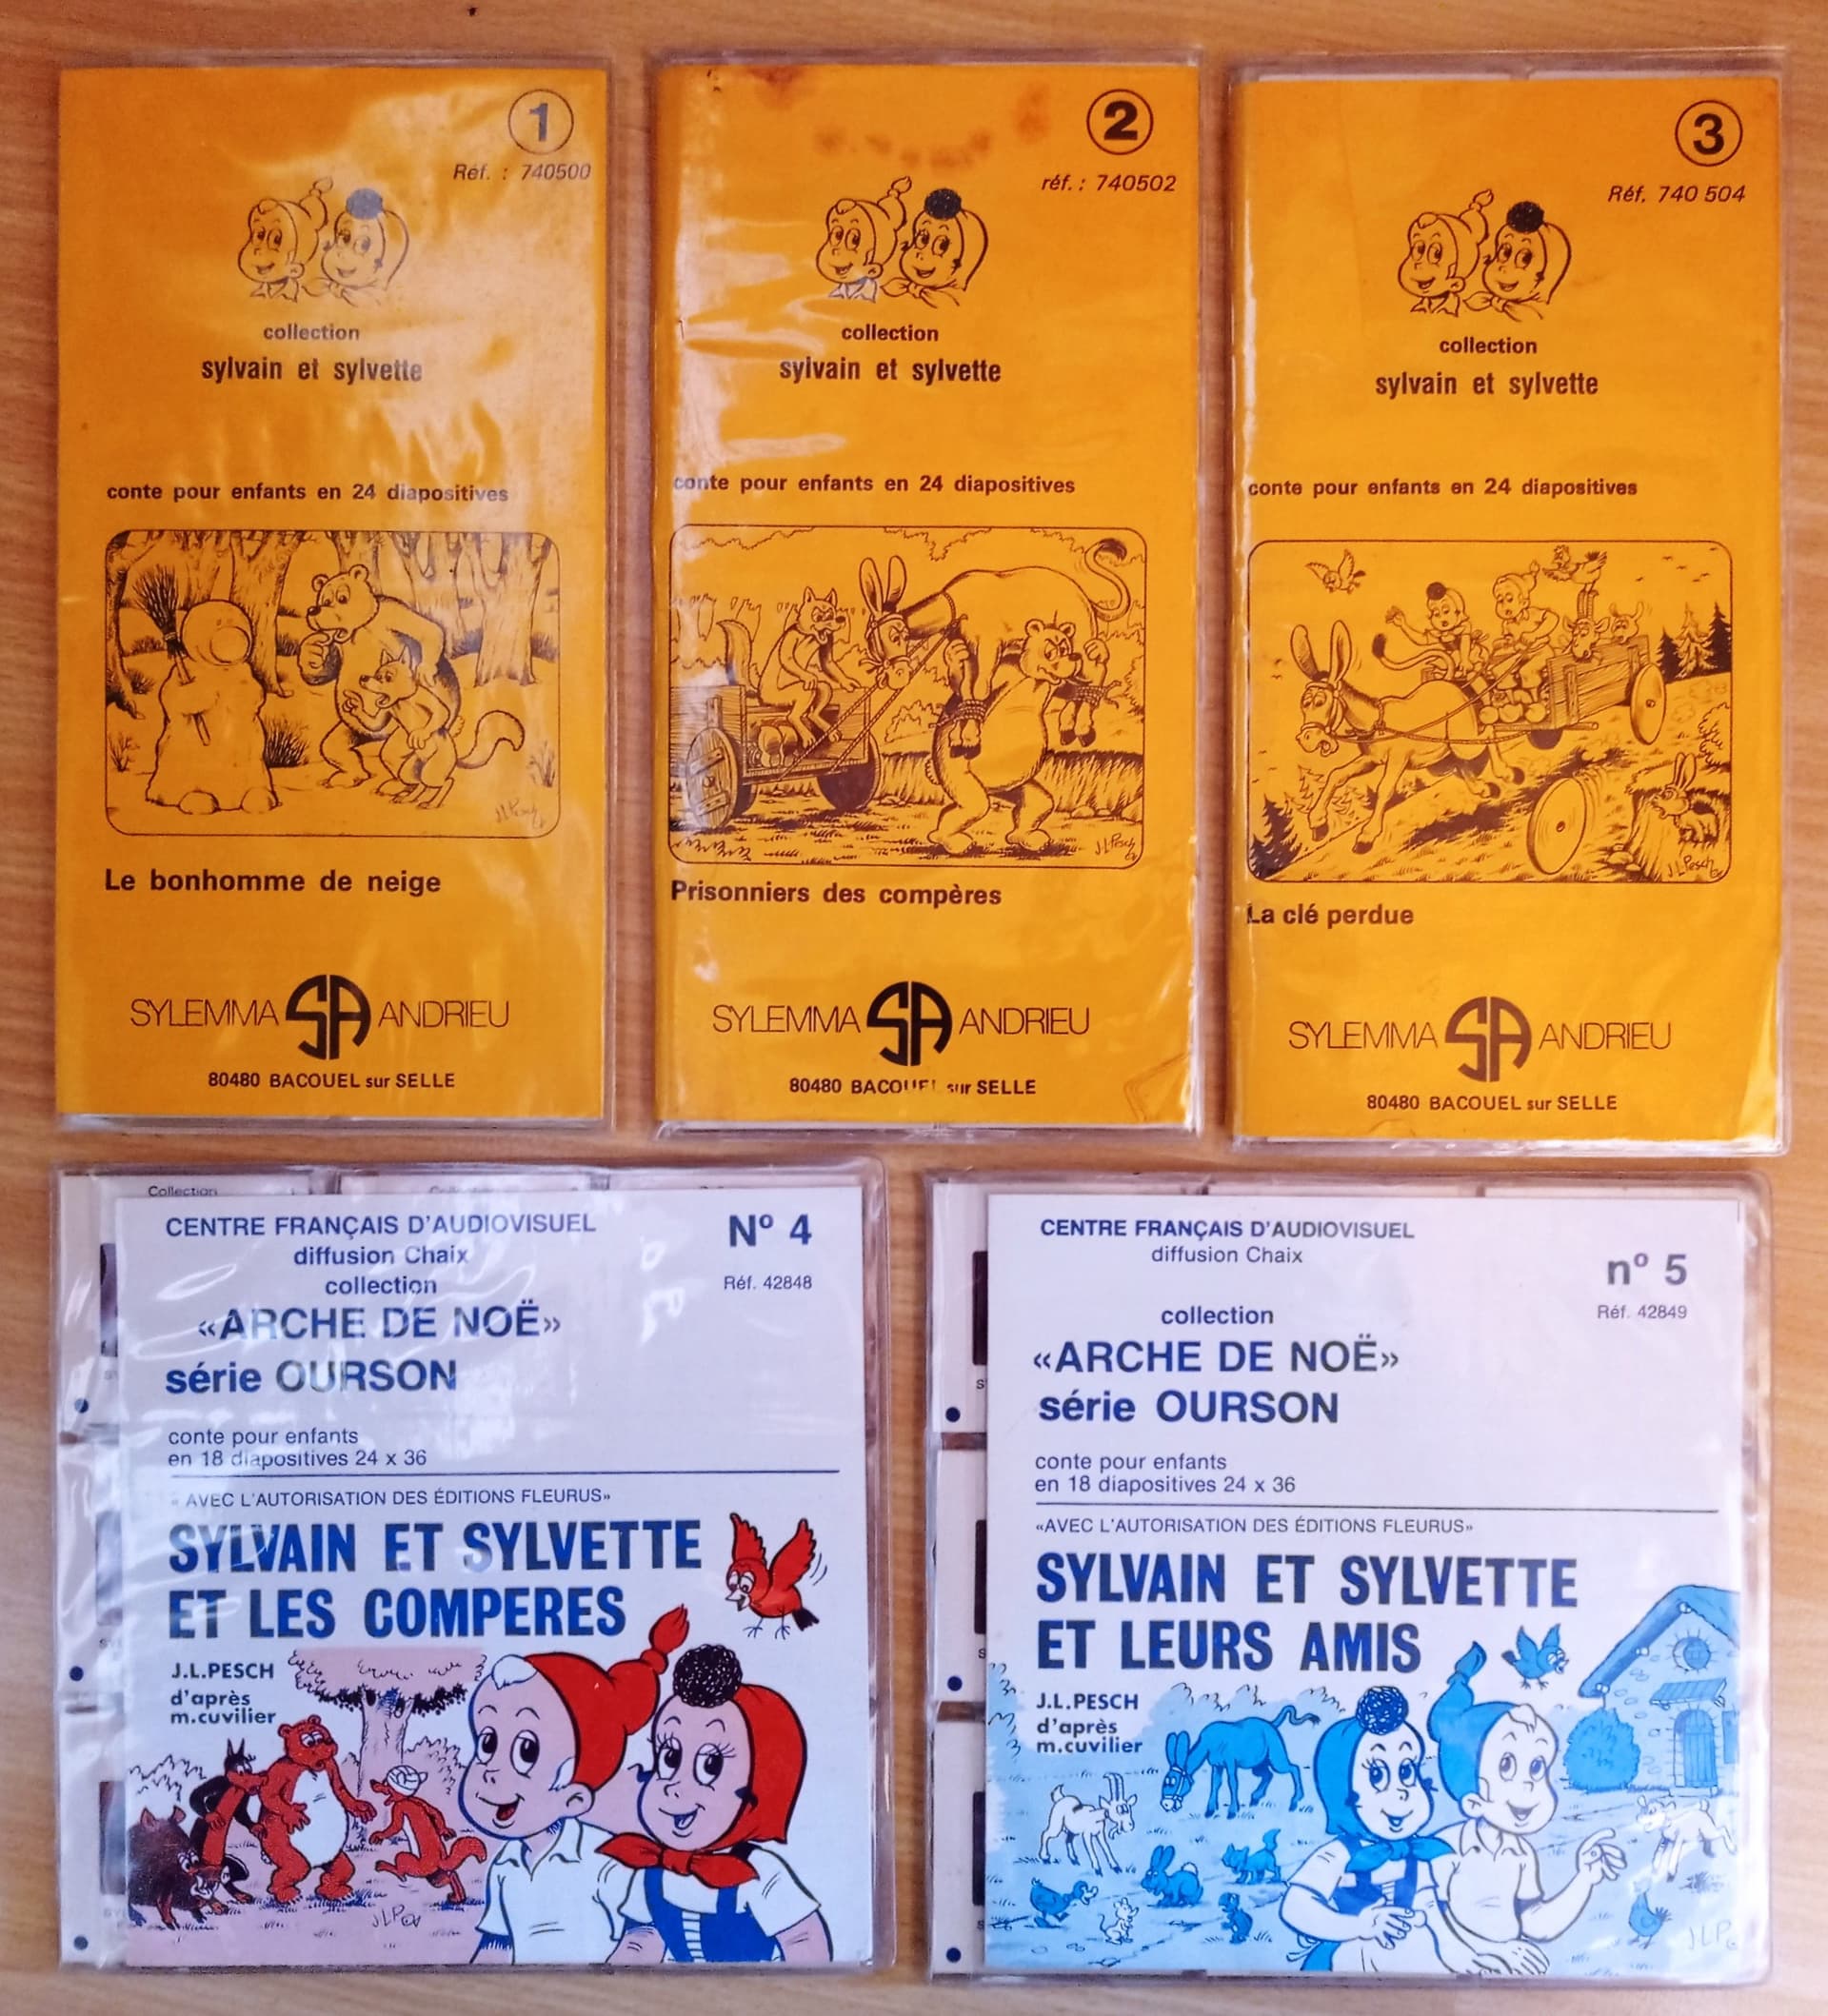 1
Réf. : 740500
collection
sylvain et sylvette
conte pour enfants en 24 diapositives
J.L.Pesch
Le bonhomme de neige
SYLEMMA SA ANDRIEU
80480 BACOUEL sur SELLE
2
réf. : 740502
collection
sylvain et sylvette
conte pour enfants en 24 diapositives
J.L.Pesch
Prisonniers des compères
SYLEMMA SA ANDRIEU
80480 BACOUEL sur SELLE
3
Réf. 740 504
collection
sylvain et sylvette
conte pour enfants en 24 diapositives
J.L.Pesch
La clé perdue
SYLEMMA SA ANDRIEU
80480 BACOUEL sur SELLE
Collection
CENTRE FRANÇAIS D'AUDIOVISUEL
diffusion Chaix
collection
N° 4
Réf. 42848
«ARCHE DE NOË»
série OURSON
conte pour enfants
en 18 diapositives 24 x 36
« AVEC L'AUTORISATION DES ÉDITIONS FLEURUS»
SYLVAIN ET SYLVETTE
ET LES COMPERES
J.L.PESCH
d'après
m.cuvilier
JLP
CENTRE FRANÇAIS D'AUDIOVISUEL
diffusion Chaix
n° 5
Réf. 42849
collection
«ARCHE DE NOË»
série OURSON
conte pour enfants
en 18 diapositives 24 x 36
«AVEC L'AUTORISATION DES ÉDITIONS FLEURUS»
SYLVAIN ET SYLVETTE
ET LEURS AMIS
J.L.PESCH
d'après
m.cuvilier
JLP